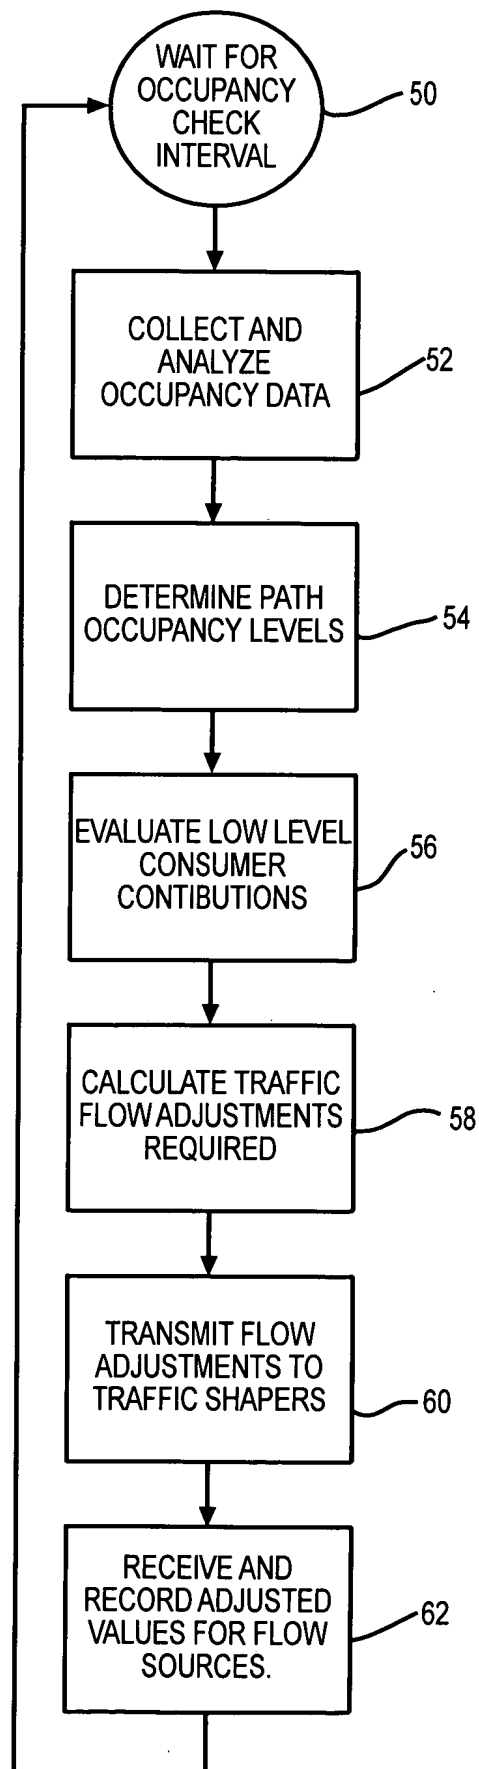 WAIT FOR
OCCUPANCY
CHECK
INTERVAL
50
COLLECT AND
ANALYZE
OCCUPANCY DATA
52
DETERMINE PATH
OCCUPANCY LEVELS
54
EVALUATE LOW LEVEL
CONSUMER
CONTIBUTIONS
56
CALCULATE TRAFFIC
FLOW ADJUSTMENTS
REQUIRED
58
TRANSMIT FLOW
ADJUSTMENTS TO
TRAFFIC SHAPERS
60
RECEIVE AND
RECORD ADJUSTED
VALUES FOR FLOW
SOURCES.
62